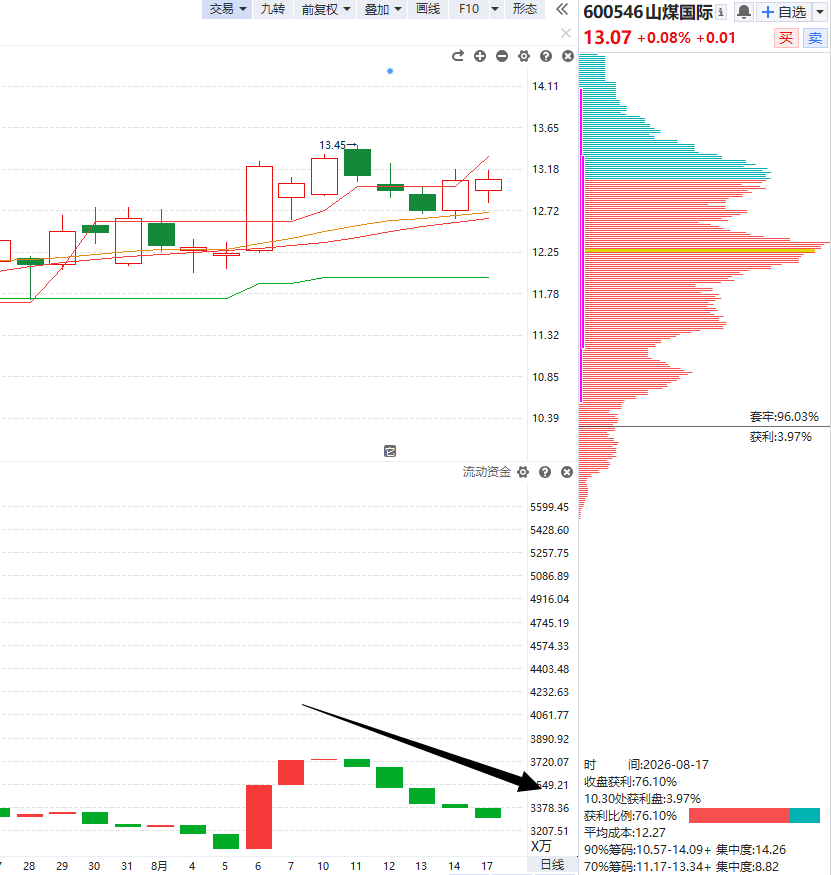 交易 九转 前复权 叠加 画线 F10 形态
600546 山煤国际 i 自选
13.07 +0.08% +0.01 买 卖
14.11
13.65
13.45
13.18
12.72
12.25
11.78
11.32
10.85
10.39
套牢:96.03%
获利:3.97%
流动资金
5599.45
5428.60
5257.75
5086.89
4916.04
4745.19
4574.33
4403.48
4232.63
4061.77
3890.92
3720.07
549.21
3378.36
3207.51
X万
28 29 30 31 8月 4 5 6 7 10 11 12 13 14 17 日线
时 间:2026-08-17
收盘获利:76.10%
10.30处获利盘:3.97%
获利比例:76.10%
平均成本:12.27
90%筹码:10.57-14.09+ 集中度:14.26
70%筹码:11.17-13.34+ 集中度:8.82